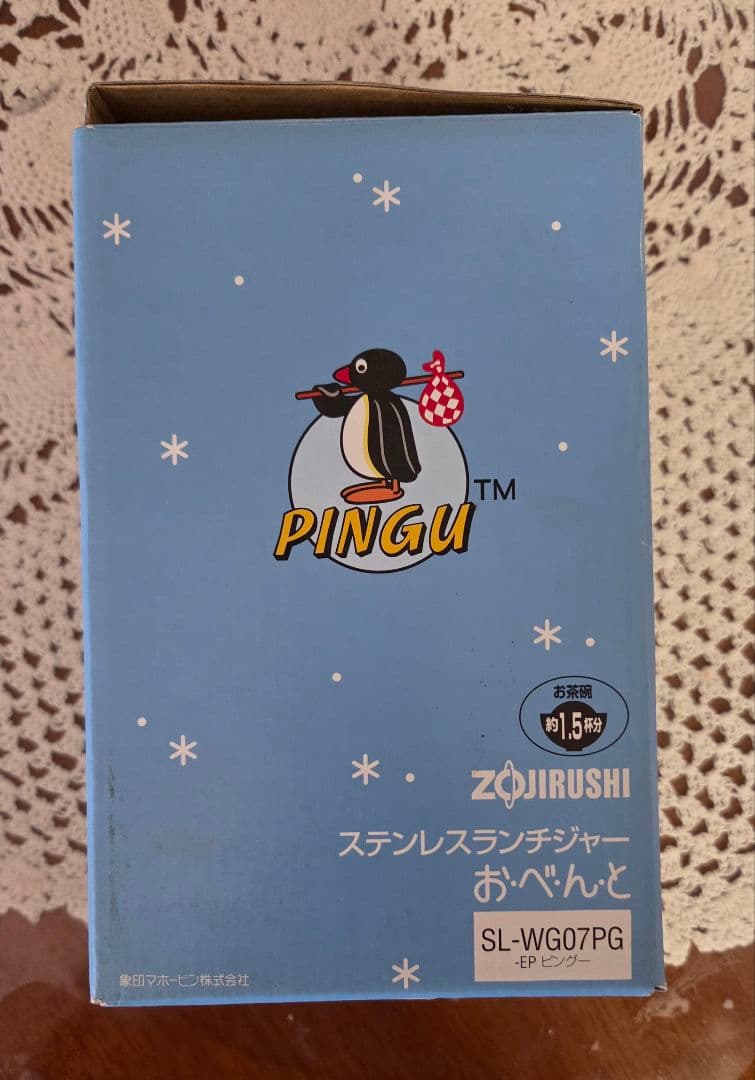 PINGU TM
お茶碗
約1.5杯分
ZOJIRUSHI
ステンレスランチジャー
お・べ・ん・と
SL-WG07PG
-EP ピングー
象印マホービン株式会社